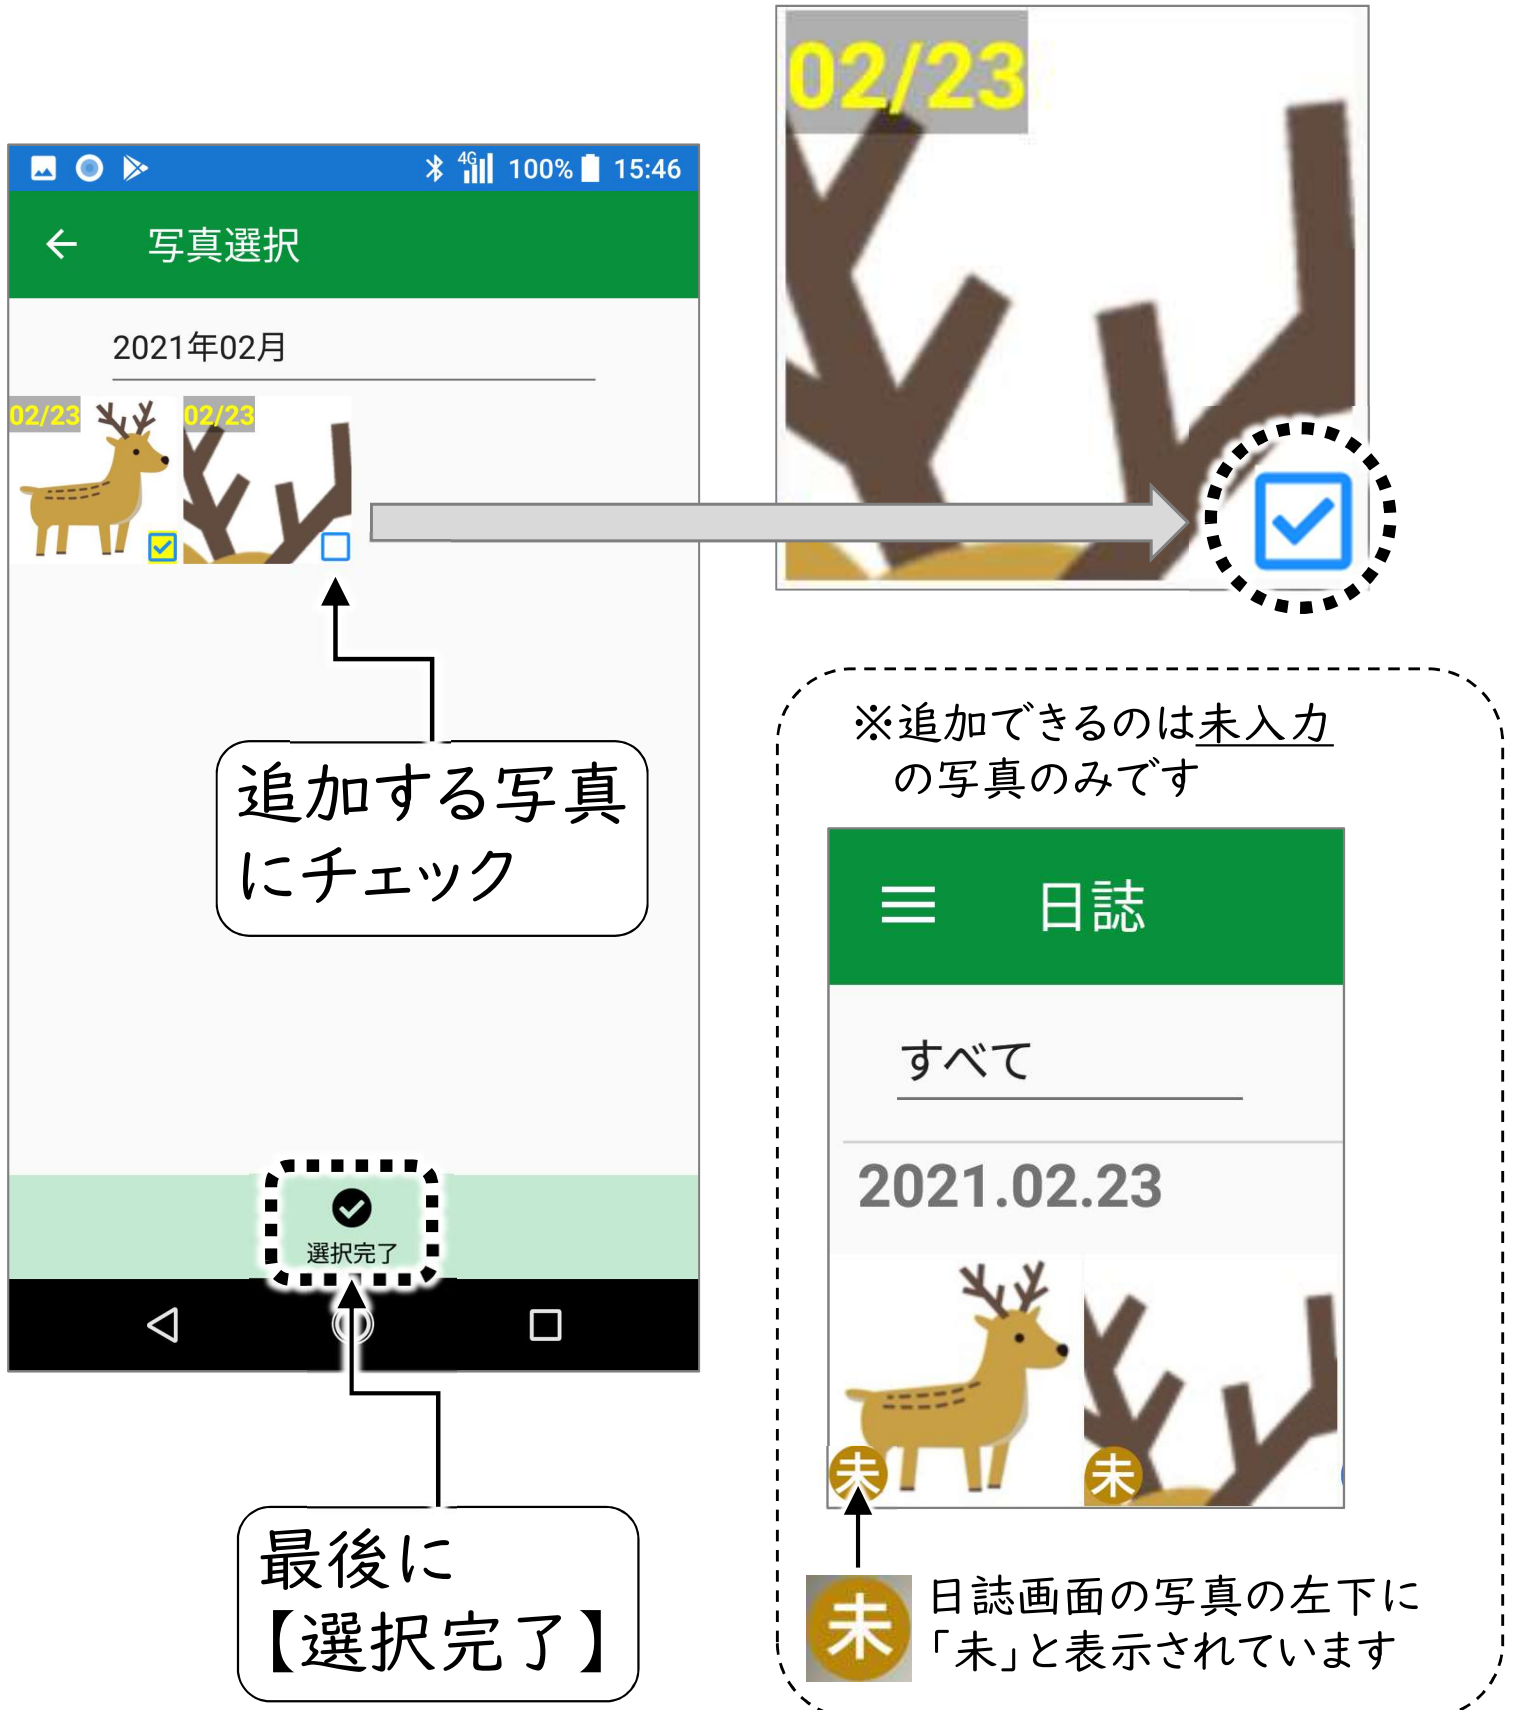 4G 100% 15:46
写真選択
2021年02月
02/23
02/23
02/23
追加する写真
にチェック
選択完了
最後に
【選択完了】
※追加できるのは未入力
の写真のみです
日誌
すべて
2021.02.23
未
未
未
日誌画面の写真の左下に
「未」と表示されています